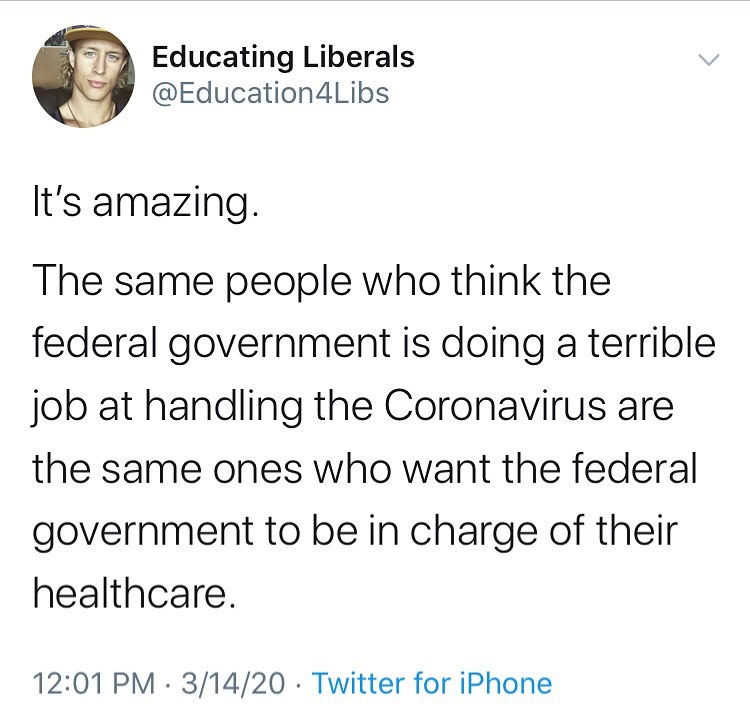 Educating Liberals
@Education4Libs
It's amazing.
The same people who think the
federal government is doing a terrible
job at handling the Coronavirus are
the same ones who want the federal
government to be in charge of their
healthcare.
12:01 PM · 3/14/20 · Twitter for iPhone